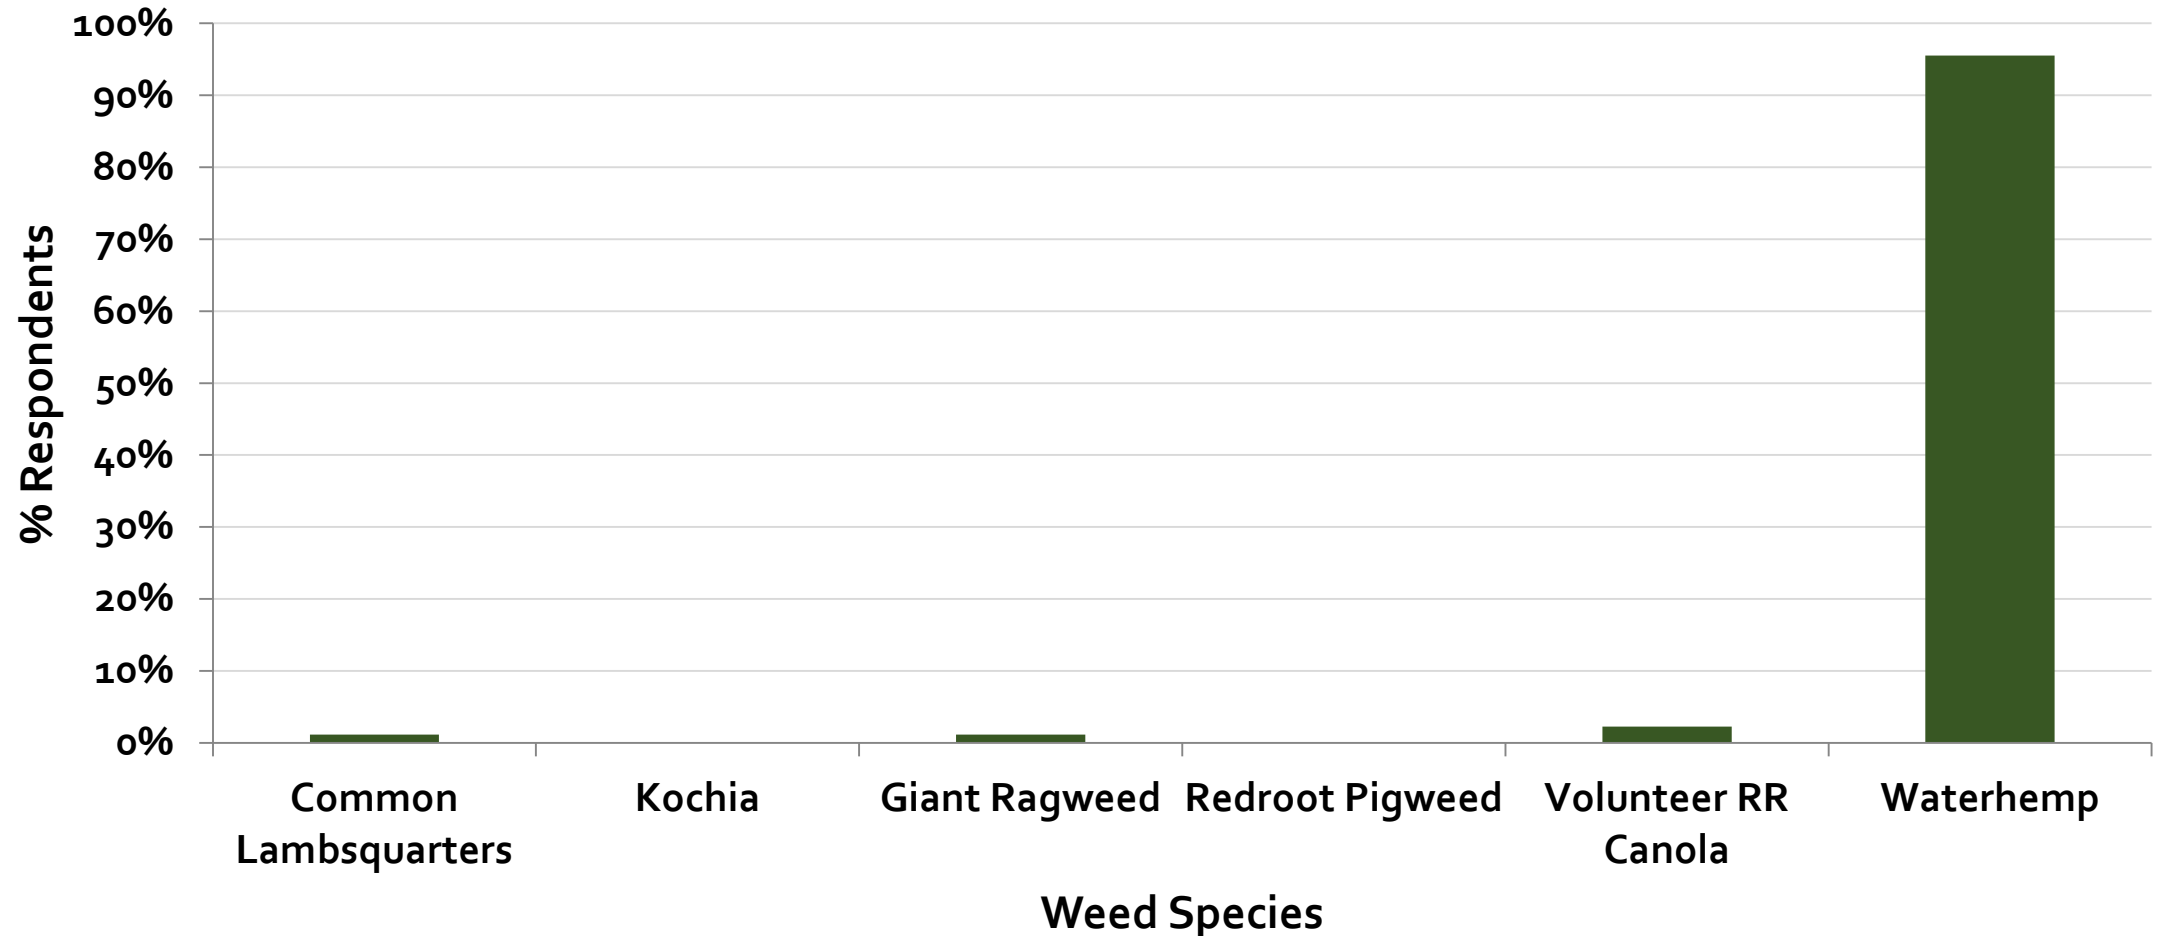 100%
90%
80%
70%
60%
50%
40%
30%
20%
10%
0%
% Respondents
Common
Lambsquarters
Kochia
Giant Ragweed
Redroot Pigweed
Volunteer RR
Canola
Waterhemp
Weed Species